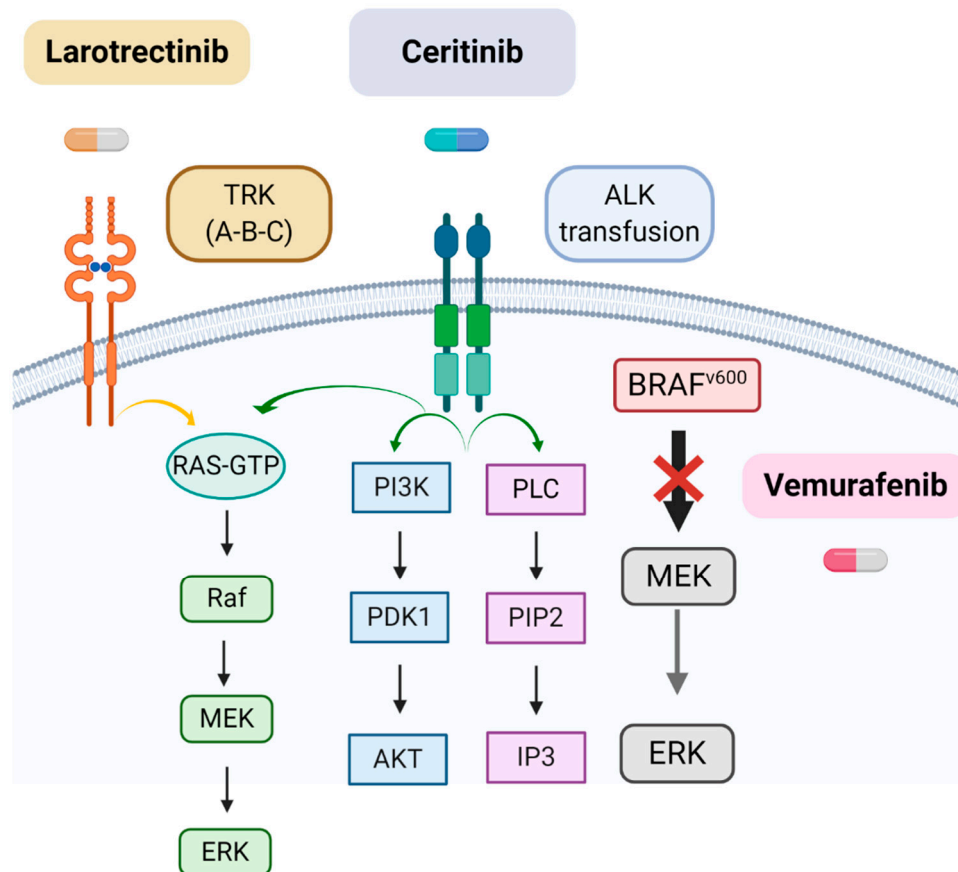 Larotrectinib
Ceritinib
TRK
(A-B-C)
ALK
transfusion
BRAFv600
RAS-GTP
PI3K
PLC
Vemurafenib
MEK
Raf
PDK1
PIP2
MEK
AKT
IP3
ERK
ERK